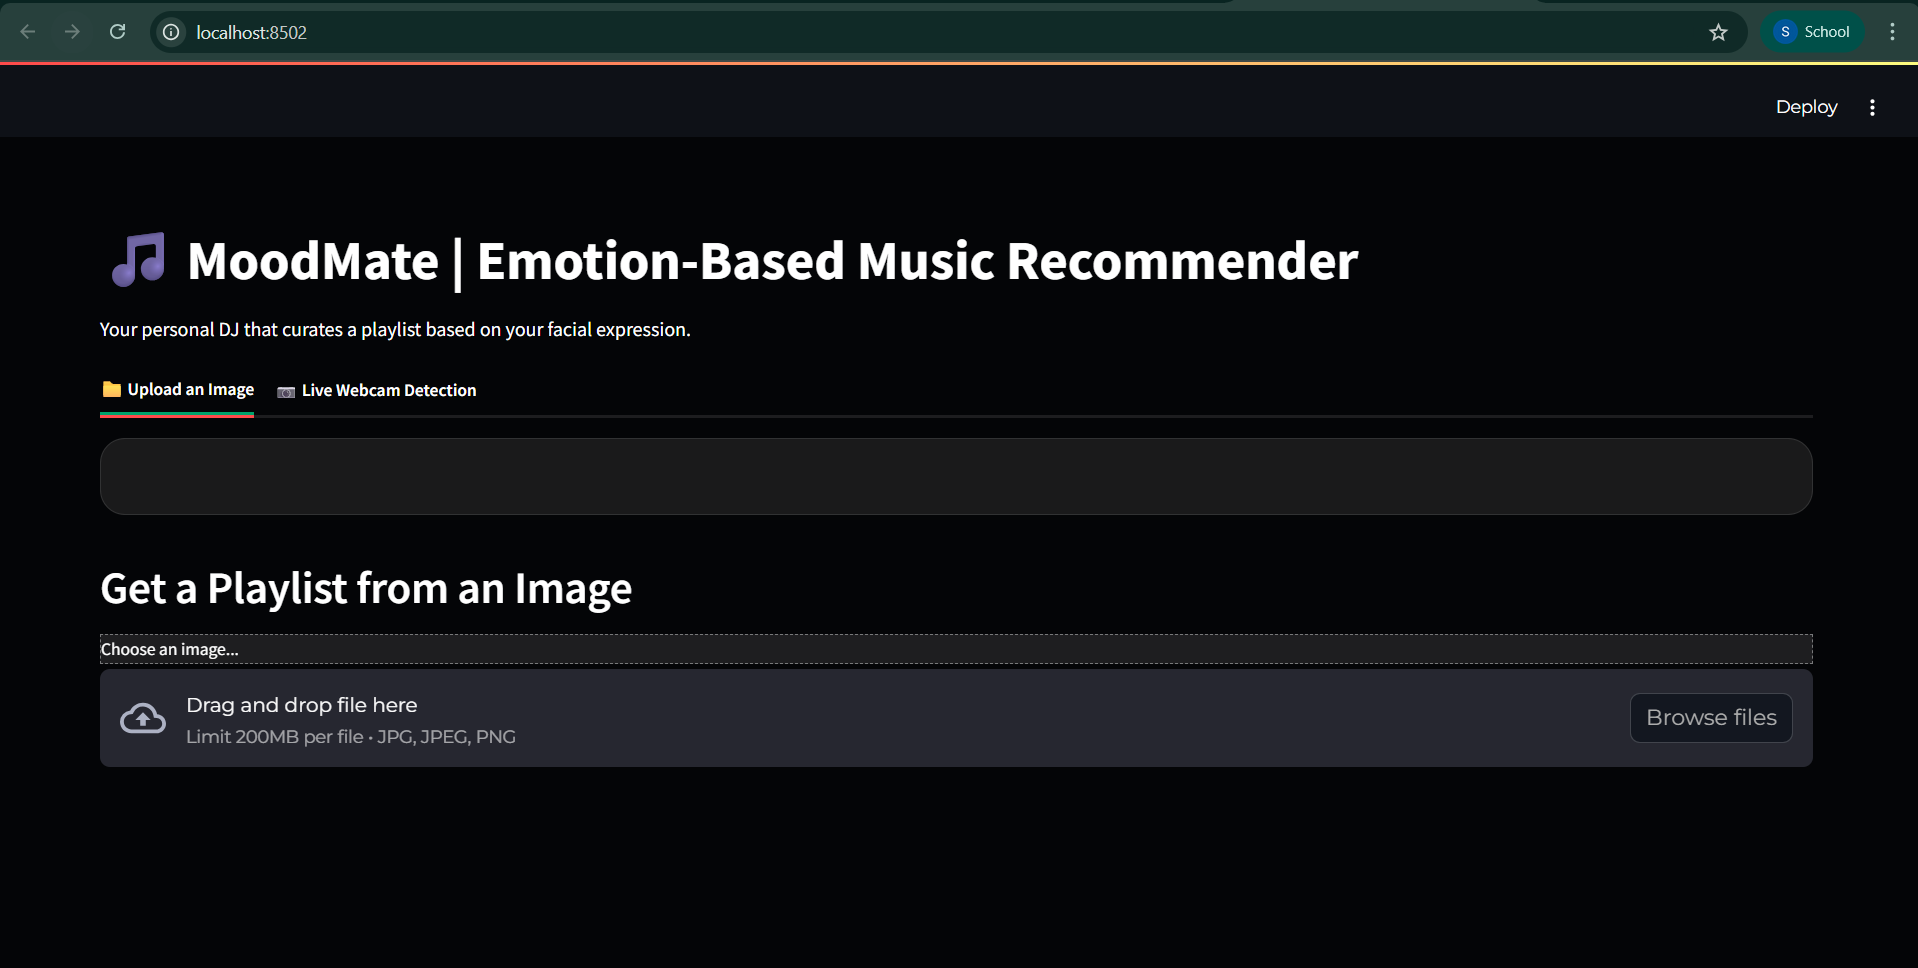 localhost:8502
S School
Deploy
MoodMate | Emotion-Based Music Recommender
Your personal DJ that curates a playlist based on your facial expression.
Upload an Image Live Webcam Detection
Get a Playlist from an Image
Choose an image...
Drag and drop file here
Limit 200MB per file • JPG, JPEG, PNG
Browse files